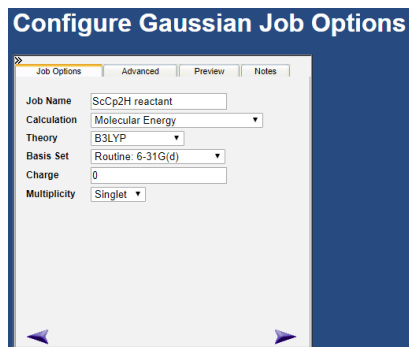 Configure Gaussian Job Options
Job Options Advanced Preview Notes
Job Name ScCp2H reactant
Calculation Molecular Energy
Theory B3LYP
Basis Set Routine: 6-31G(d)
Charge 0
Multiplicity Singlet